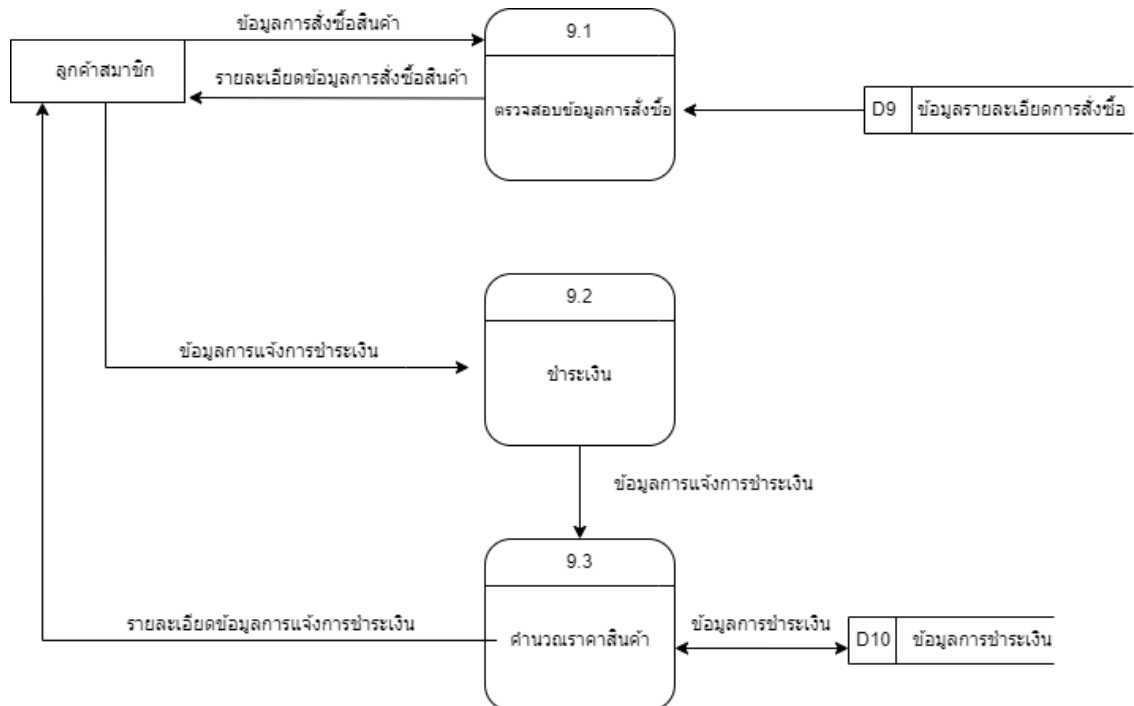 ข้อมูลการสั่งซื้อสินค้า
9.1
ลูกค้าสมาชิก
รายละเอียดข้อมูลการสั่งซื้อสินค้า
ตรวจสอบข้อมูลการสั่งซื้อ
D9 ข้อมูลรายละเอียดการสั่งซื้อ
9.2
ข้อมูลการแจ้งการชำระเงิน
ชำระเงิน
ข้อมูลการแจ้งการชำระเงิน
9.3
รายละเอียดข้อมูลการแจ้งการชำระเงิน
คำนวณราคาสินค้า
ข้อมูลการชำระเงิน
D10 ข้อมูลการชำระเงิน